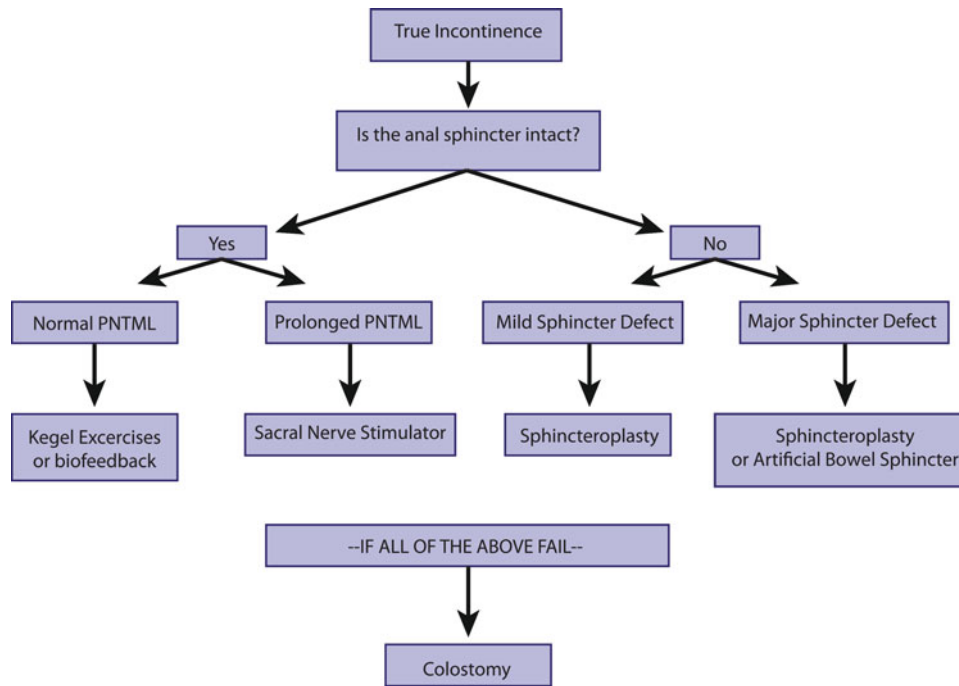 True Incontinence
Is the anal sphincter intact?
Yes
No
Normal PNTML
Prolonged PNTML
Mild Sphincter Defect
Major Sphincter Defect
Kegel Excercises
or biofeedback
Sacral Nerve Stimulator
Sphincteroplasty
Sphincteroplasty
or Artificial Bowel Sphincter
--IF ALL OF THE ABOVE FAIL--
Colostomy